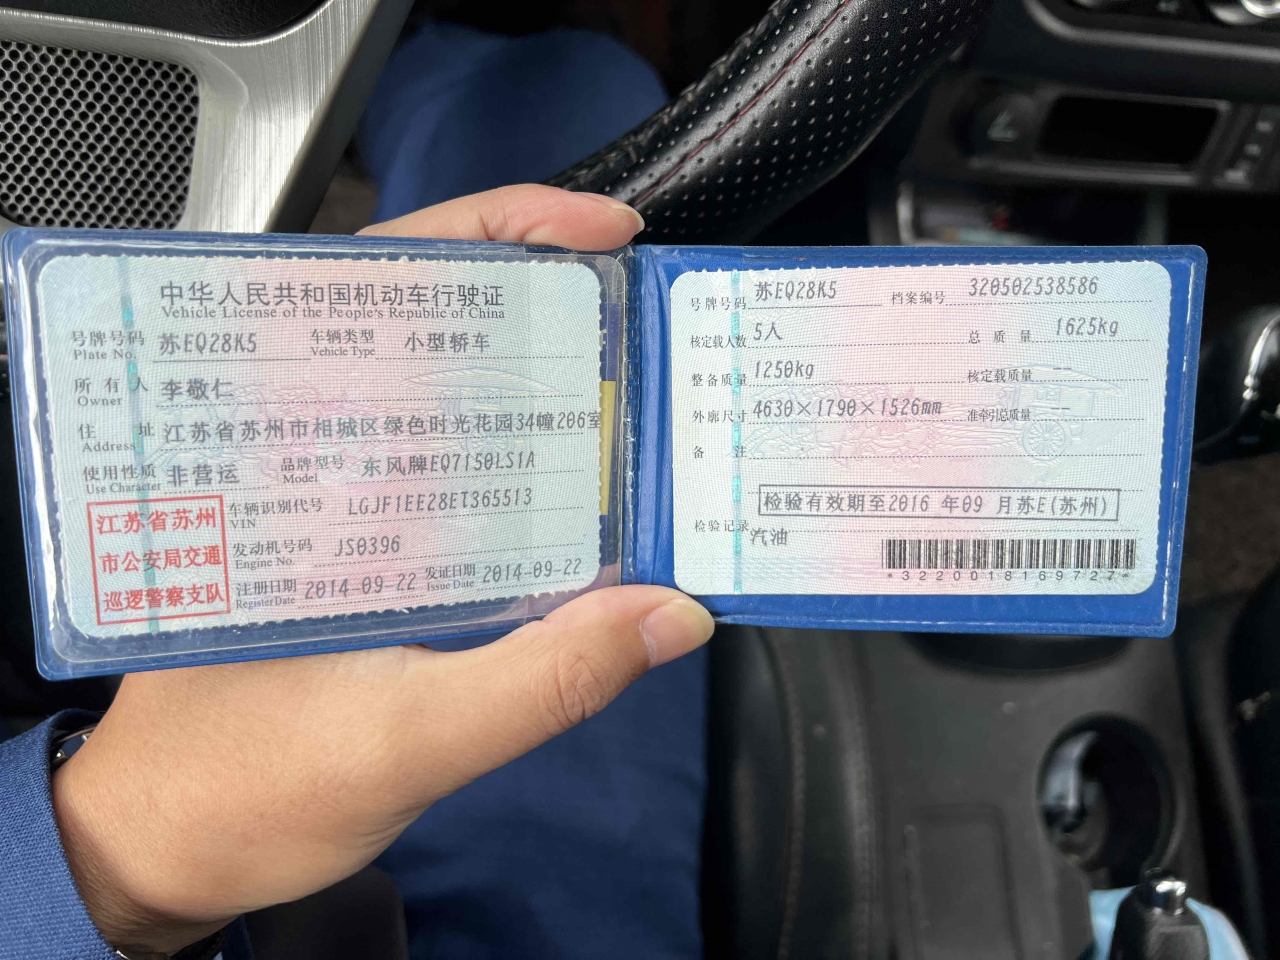 中华人民共和国机动车行驶证
Vehicle License of the People's Republic of China
号牌号码 苏EQ28K5 车辆类型 小型轿车
Plate No. Vehicle Type
所有人 李敬仁
Owner
住址 江苏省苏州市相城区绿色时光花园34幢206室
Address
使用性质 非营运 品牌型号 东风牌EQ7150LS1A
Use Character Model
江苏省苏州
市公安局交通
巡逻警察支队
车辆识别代号 LGJF1EE28ET365513
VIN
发动机号码 JS0396
Engine No.
注册日期 2014-09-22 发证日期 2014-09-22
Register Date Issue Date
号牌号码 苏EQ28K5 档案编号 320502538586
核定载人数 5人 总质量 1625kg
整备质量 1250kg 核定载质量 --
外廓尺寸 4630×1790×1526mm 准牵引总质量 --
备注
检验有效期至2016 年09 月苏E(苏州)
检验记录
汽油
*3220018169727*